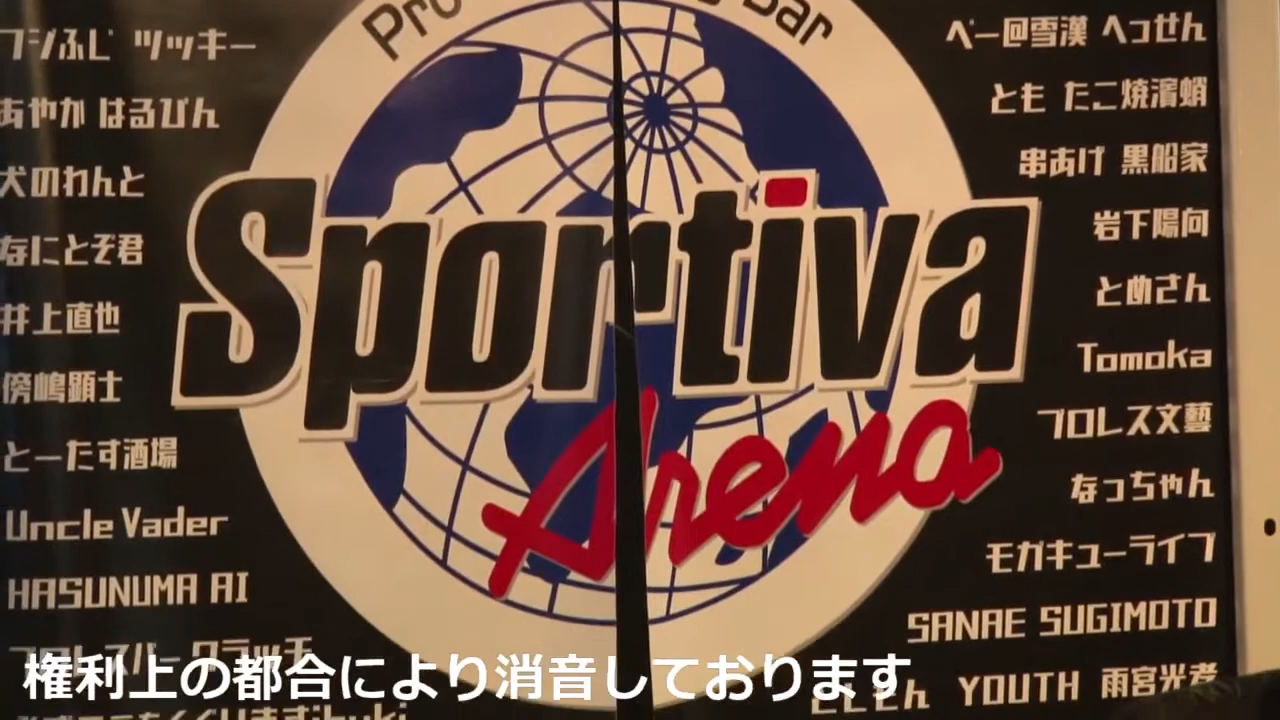 Pro
Bar
Sportiva
Arena
フジふじ ツッキー
あやか はるぴん
犬のわんと
なにとぞ君
井上直也
傍嶋顕士
とーたす酒場
Uncle Vader
HASUNUMA AI
ぺー@雪漢 へっせん
とも たこ焼濱蛸
串あげ 黒船家
岩下陽向
とめさん
Tomoka
プロレス文藝
なっちゃん
モガキューライブ
SANAE SUGIMOTO
YOUTH 雨宮光孝
権利上の都合により消音しております